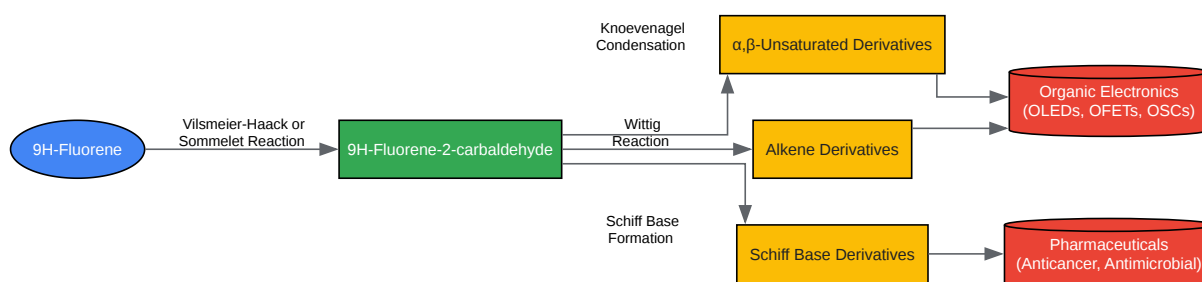 9H-Fluorene
Vilsmeier-Haack or
Sommelet Reaction
9H-Fluorene-2-carbaldehyde
Knoevenagel
Condensation
α,β-Unsaturated Derivatives
Wittig
Reaction
Alkene Derivatives
Organic Electronics
(OLEDs, OFETs, OSCs)
Schiff Base
Formation
Schiff Base Derivatives
Pharmaceuticals
(Anticancer, Antimicrobial)